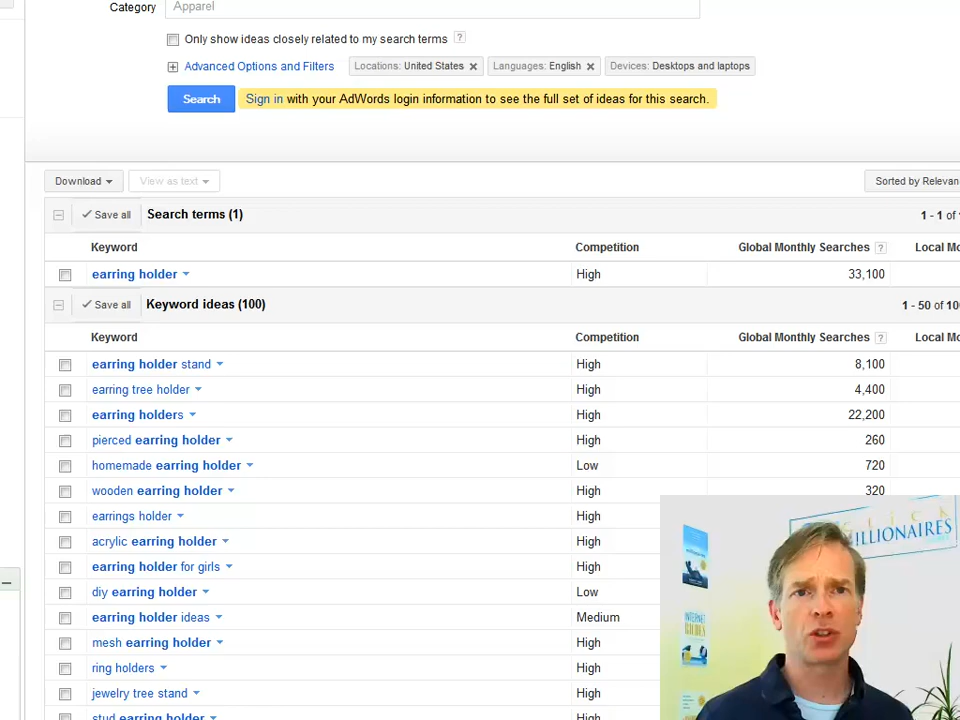 Category Apparel
Only show ideas closely related to my search terms ?
Advanced Options and Filters Locations: United States × Languages: English × Devices: Desktops and laptops
Search Sign in with your AdWords login information to see the full set of ideas for this search.
Download View as text Sorted by Relevan
Save all Search terms (1) 1 - 1 of
Keyword Competition Global Monthly Searches ? Local Mo
earring holder High 33,100
Save all Keyword ideas (100) 1 - 50 of 100
Keyword Competition Global Monthly Searches ? Local Mo
earring holder stand High 8,100
earring tree holder High 4,400
earring holders High 22,200
pierced earring holder High 260
homemade earring holder Low 720
wooden earring holder High 320
earrings holder High
acrylic earring holder High
earring holder for girls High
diy earring holder Low
earring holder ideas Medium
mesh earring holder High
ring holders High
jewelry tree stand High
stud earring holder High
CLICK
MILLIONAIRES
INTERNET
RICHES